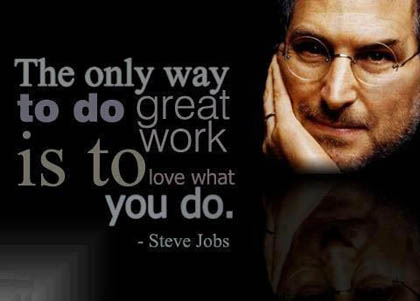 The only way
to do great
work
is to love what
you do.
- Steve Jobs